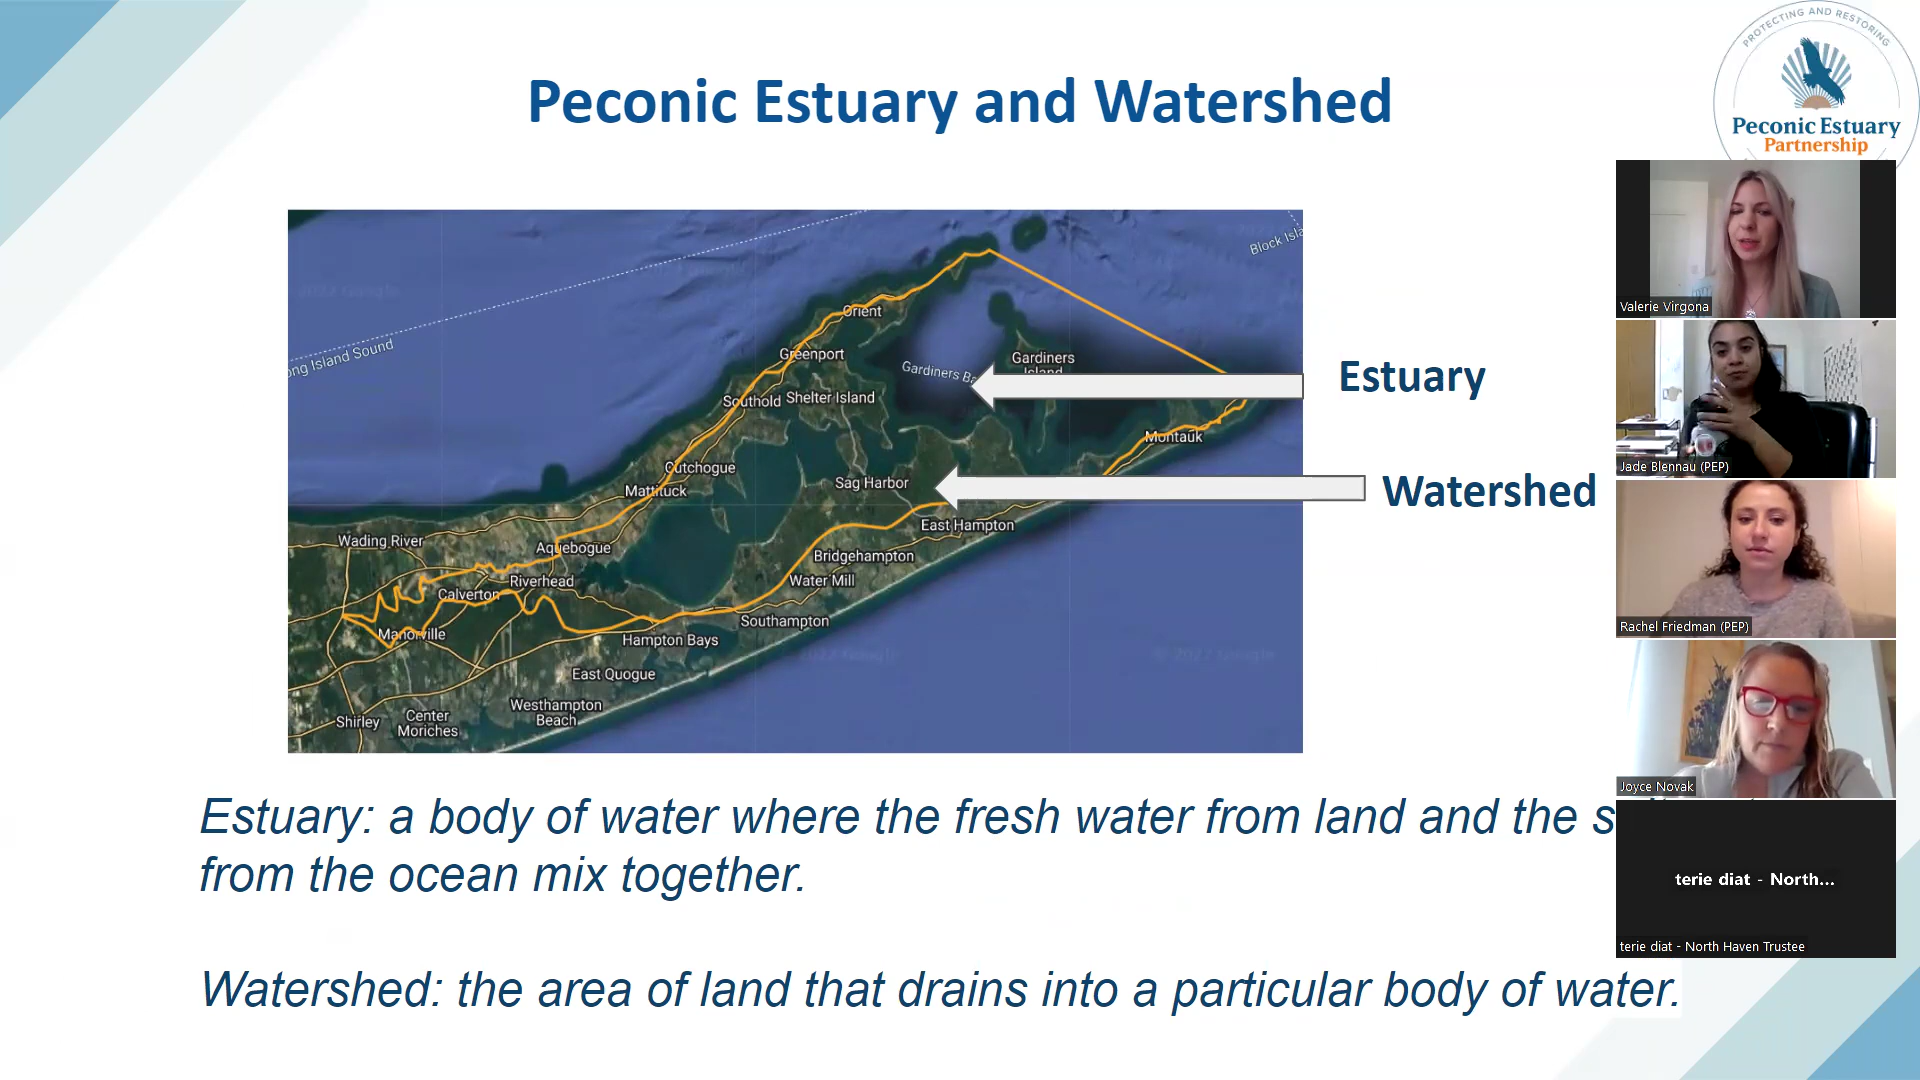 PROTECTING AND RESTORING
Peconic Estuary
Partnership
Peconic Estuary and Watershed
Block Isla
Orient
ong Island Sound
Greenport
Gardiners
Island
Gardiners Ba
Estuary
Southold
Shelter Island
Montauk
Cutchogue
Mattituck
Sag Harbor
Watershed
East Hampton
Wading River
Aquebogue
Bridgehampton
Riverhead
Water Mill
Calverton
Southampton
Manorville
Hampton Bays
East Quogue
Westhampton
Beach
Shirley
Center
Moriches
Estuary: a body of water where the fresh water from land and the s
from the ocean mix together.
Watershed: the area of land that drains into a particular body of water.
Valerie Virgona
Jade Blennau (PEP)
Rachel Friedman (PEP)
Joyce Novak
terie diat - North...
terie diat - North Haven Trustee